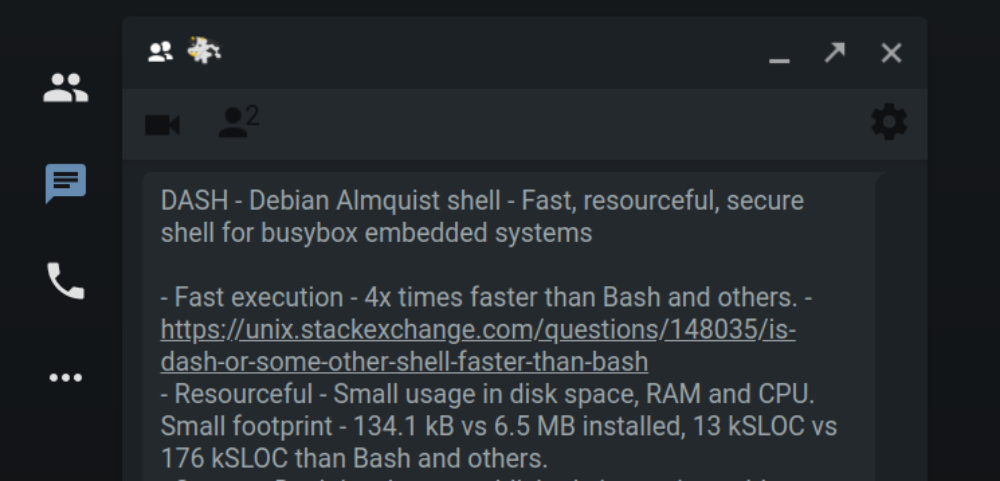 2
DASH - Debian Almquist shell - Fast, resourceful, secure
shell for busybox embedded systems
- Fast execution - 4x times faster than Bash and others. -
https://unix.stackexchange.com/questions/148035/is-
dash-or-some-other-shell-faster-than-bash
- Resourceful - Small usage in disk space, RAM and CPU.
Small footprint - 134.1 kB vs 6.5 MB installed, 13 kSLOC vs
176 kSLOC than Bash and others.